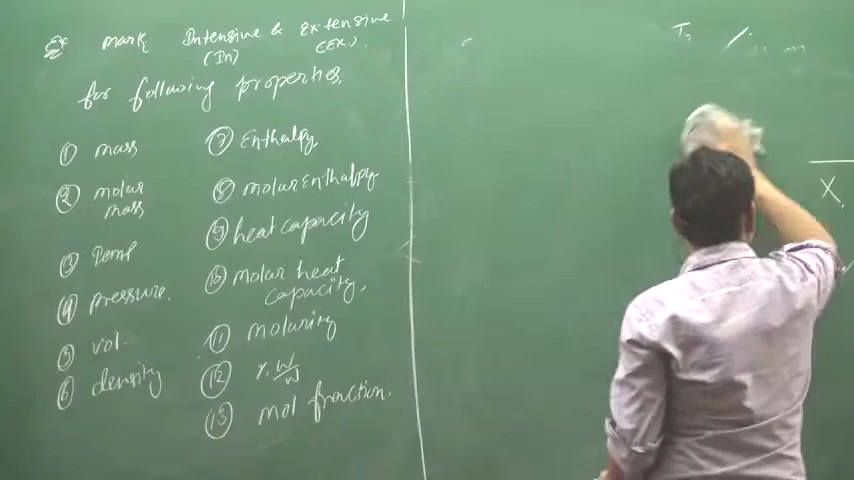 Ex mark Intensive & Extensive
(In) (Ex).
for following properties.
① mass
② molar
mass
③ Temp
④ pressure.
⑤ vol.
⑥ density
⑦ Enthalpy
⑧ molar Enthalpy
⑨ heat capacity
⑩ molar heat
capacity.
⑪ molarity
⑫ % w/w
⑬ mol fraction.
X